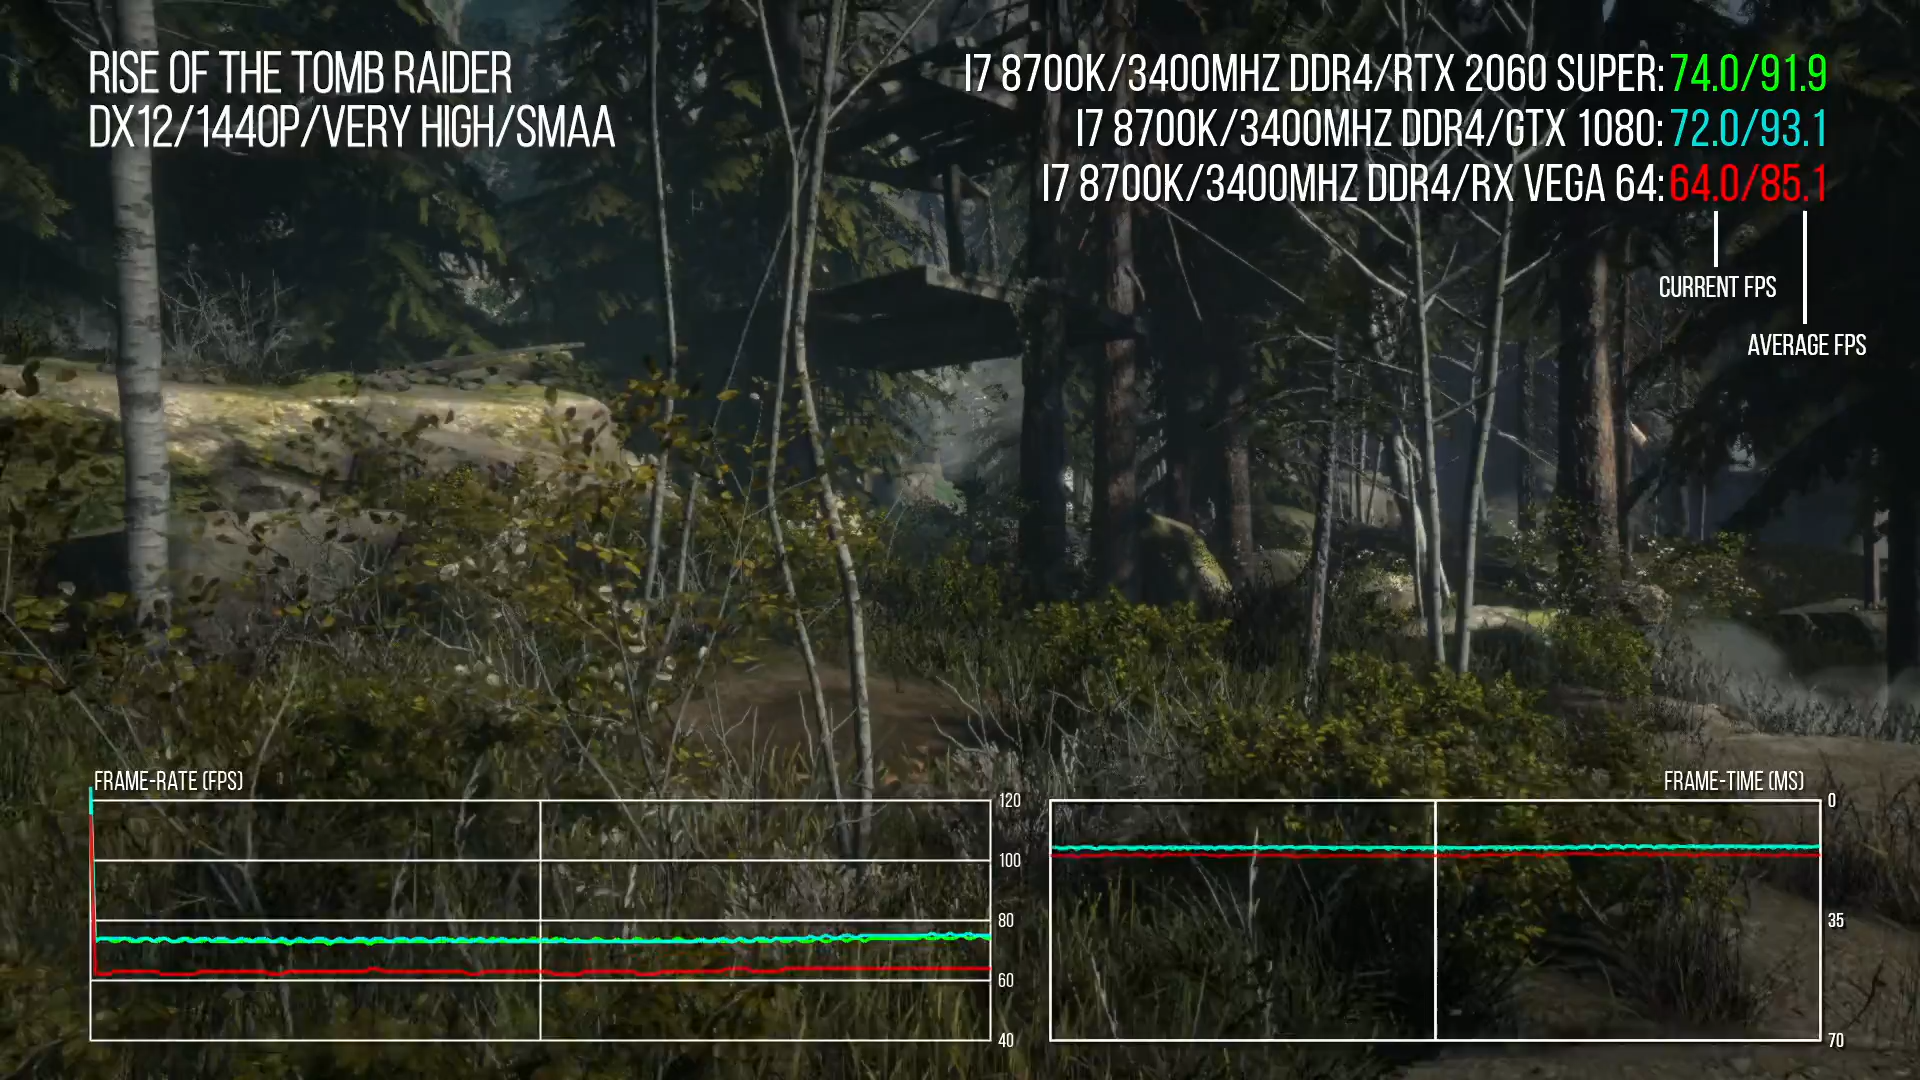 RISE OF THE TOMB RAIDER
DX12/1440P/VERY HIGH/SMAA
I7 8700K/3400MHZ DDR4/RTX 2060 SUPER: 74.0/91.9
I7 8700K/3400MHZ DDR4/GTX 1080: 72.0/93.1
I7 8700K/3400MHZ DDR4/RX VEGA 64: 64.0/85.1
CURRENT FPS
AVERAGE FPS
FRAME-RATE (FPS)
120
100
80
60
40
FRAME-TIME (MS)
0
35
70